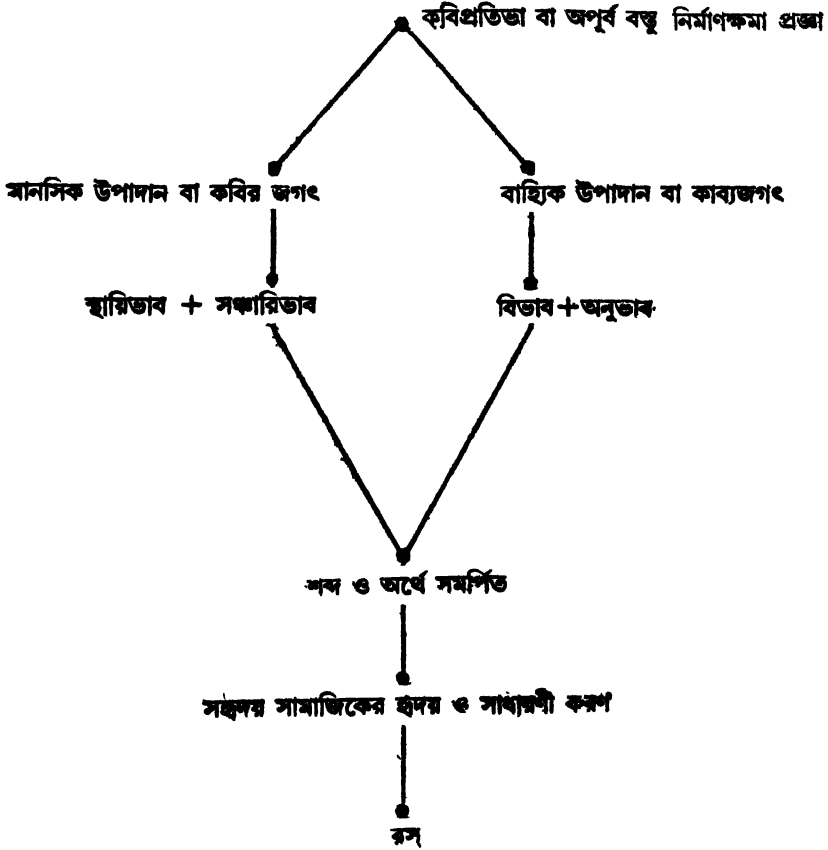 কবিপ্রতিভা বা অপূর্ব বস্তু নির্মাণক্ষমা প্রজ্ঞা
মানসিক উপাদান বা কবির জগৎ
বাহ্যিক উপাদান বা কাব্যজগৎ
স্থায়িভাব + সঞ্চারিভাব
বিভাব + অনুভাব
শব্দ ও অর্থে সমর্পিত
সহৃদয় সামাজিকের হৃদয় ও সাধারণী করণ
রস